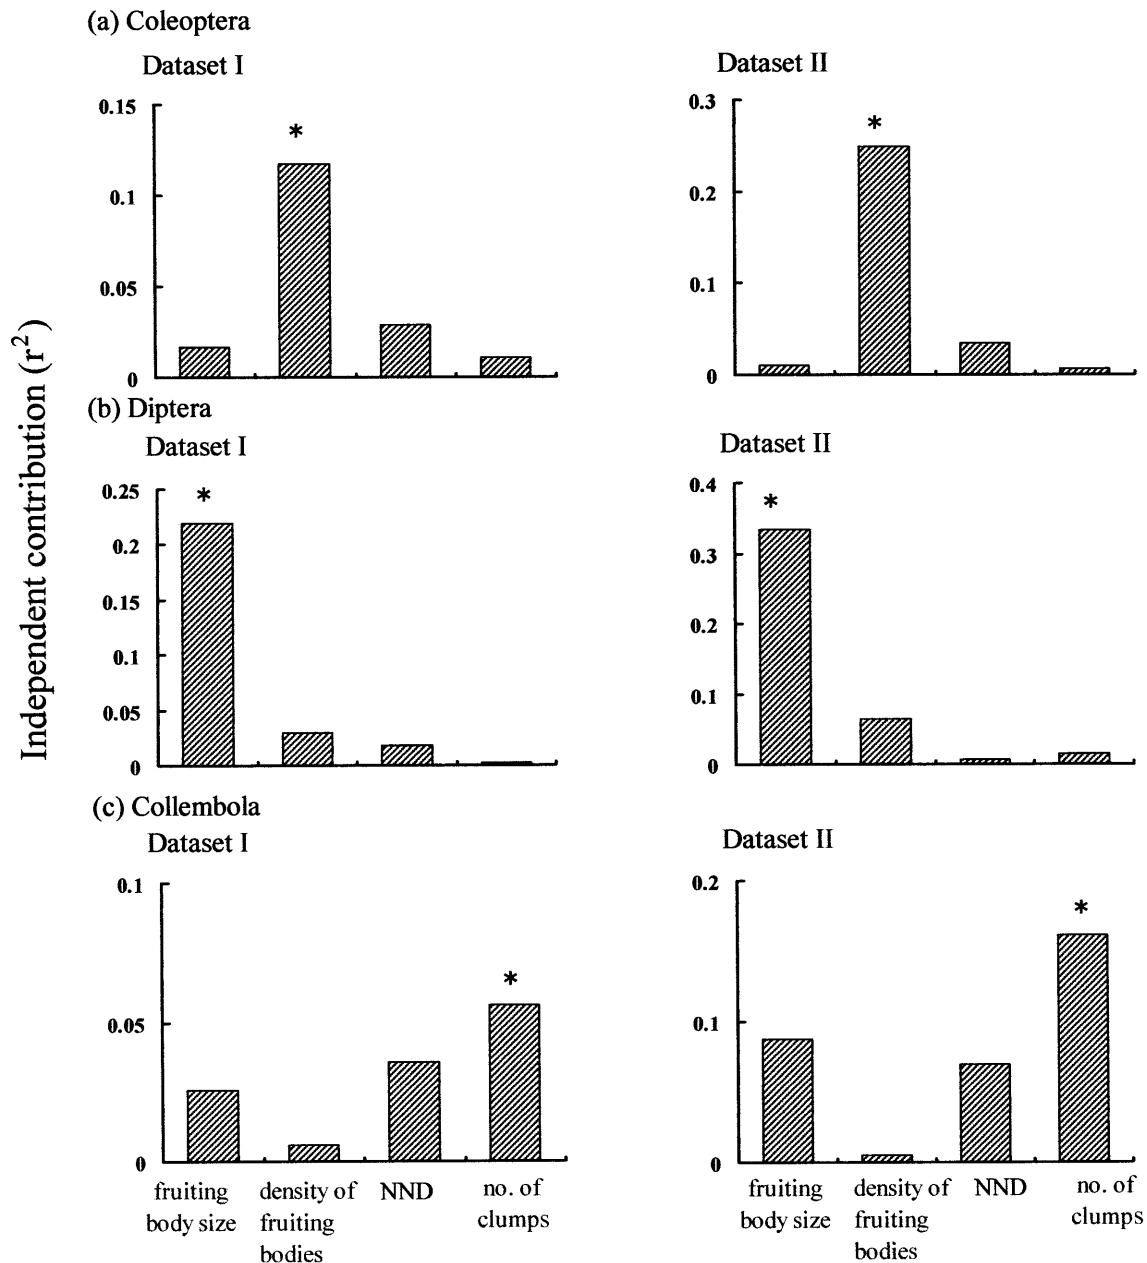 (a) Coleoptera
Dataset I
Dataset II
0.15
0.1
0.05
0
*
0.3
0.2
0.1
0
*
Independent contribution (r²)
(b) Diptera
Dataset I
Dataset II
0.25
0.2
0.15
0.1
0.05
0
*
0.4
0.3
0.2
0.1
0
*
(c) Collembola
Dataset I
Dataset II
0.1
0.05
0
*
0.2
0.1
0
*
fruiting
body size
density of
fruiting
bodies
NND
no. of
clumps
fruiting
body size
density of
fruiting
bodies
NND
no. of
clumps